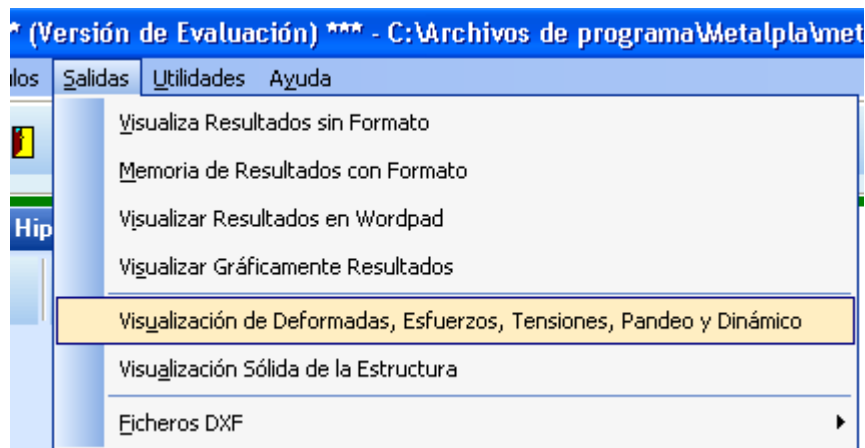 * (Versión de Evaluación) *** - C:\Archivos de programa\Metalpla\met
ilos Salidas Utilidades Ayuda
Visualiza Resultados sin Formato
Memoria de Resultados con Formato
Hip
Visualizar Resultados en Wordpad
Visualizar Gráficamente Resultados
Visualización de Deformadas, Esfuerzos, Tensiones, Pandeo y Dinámico
Visualización Sólida de la Estructura
Ficheros DXF